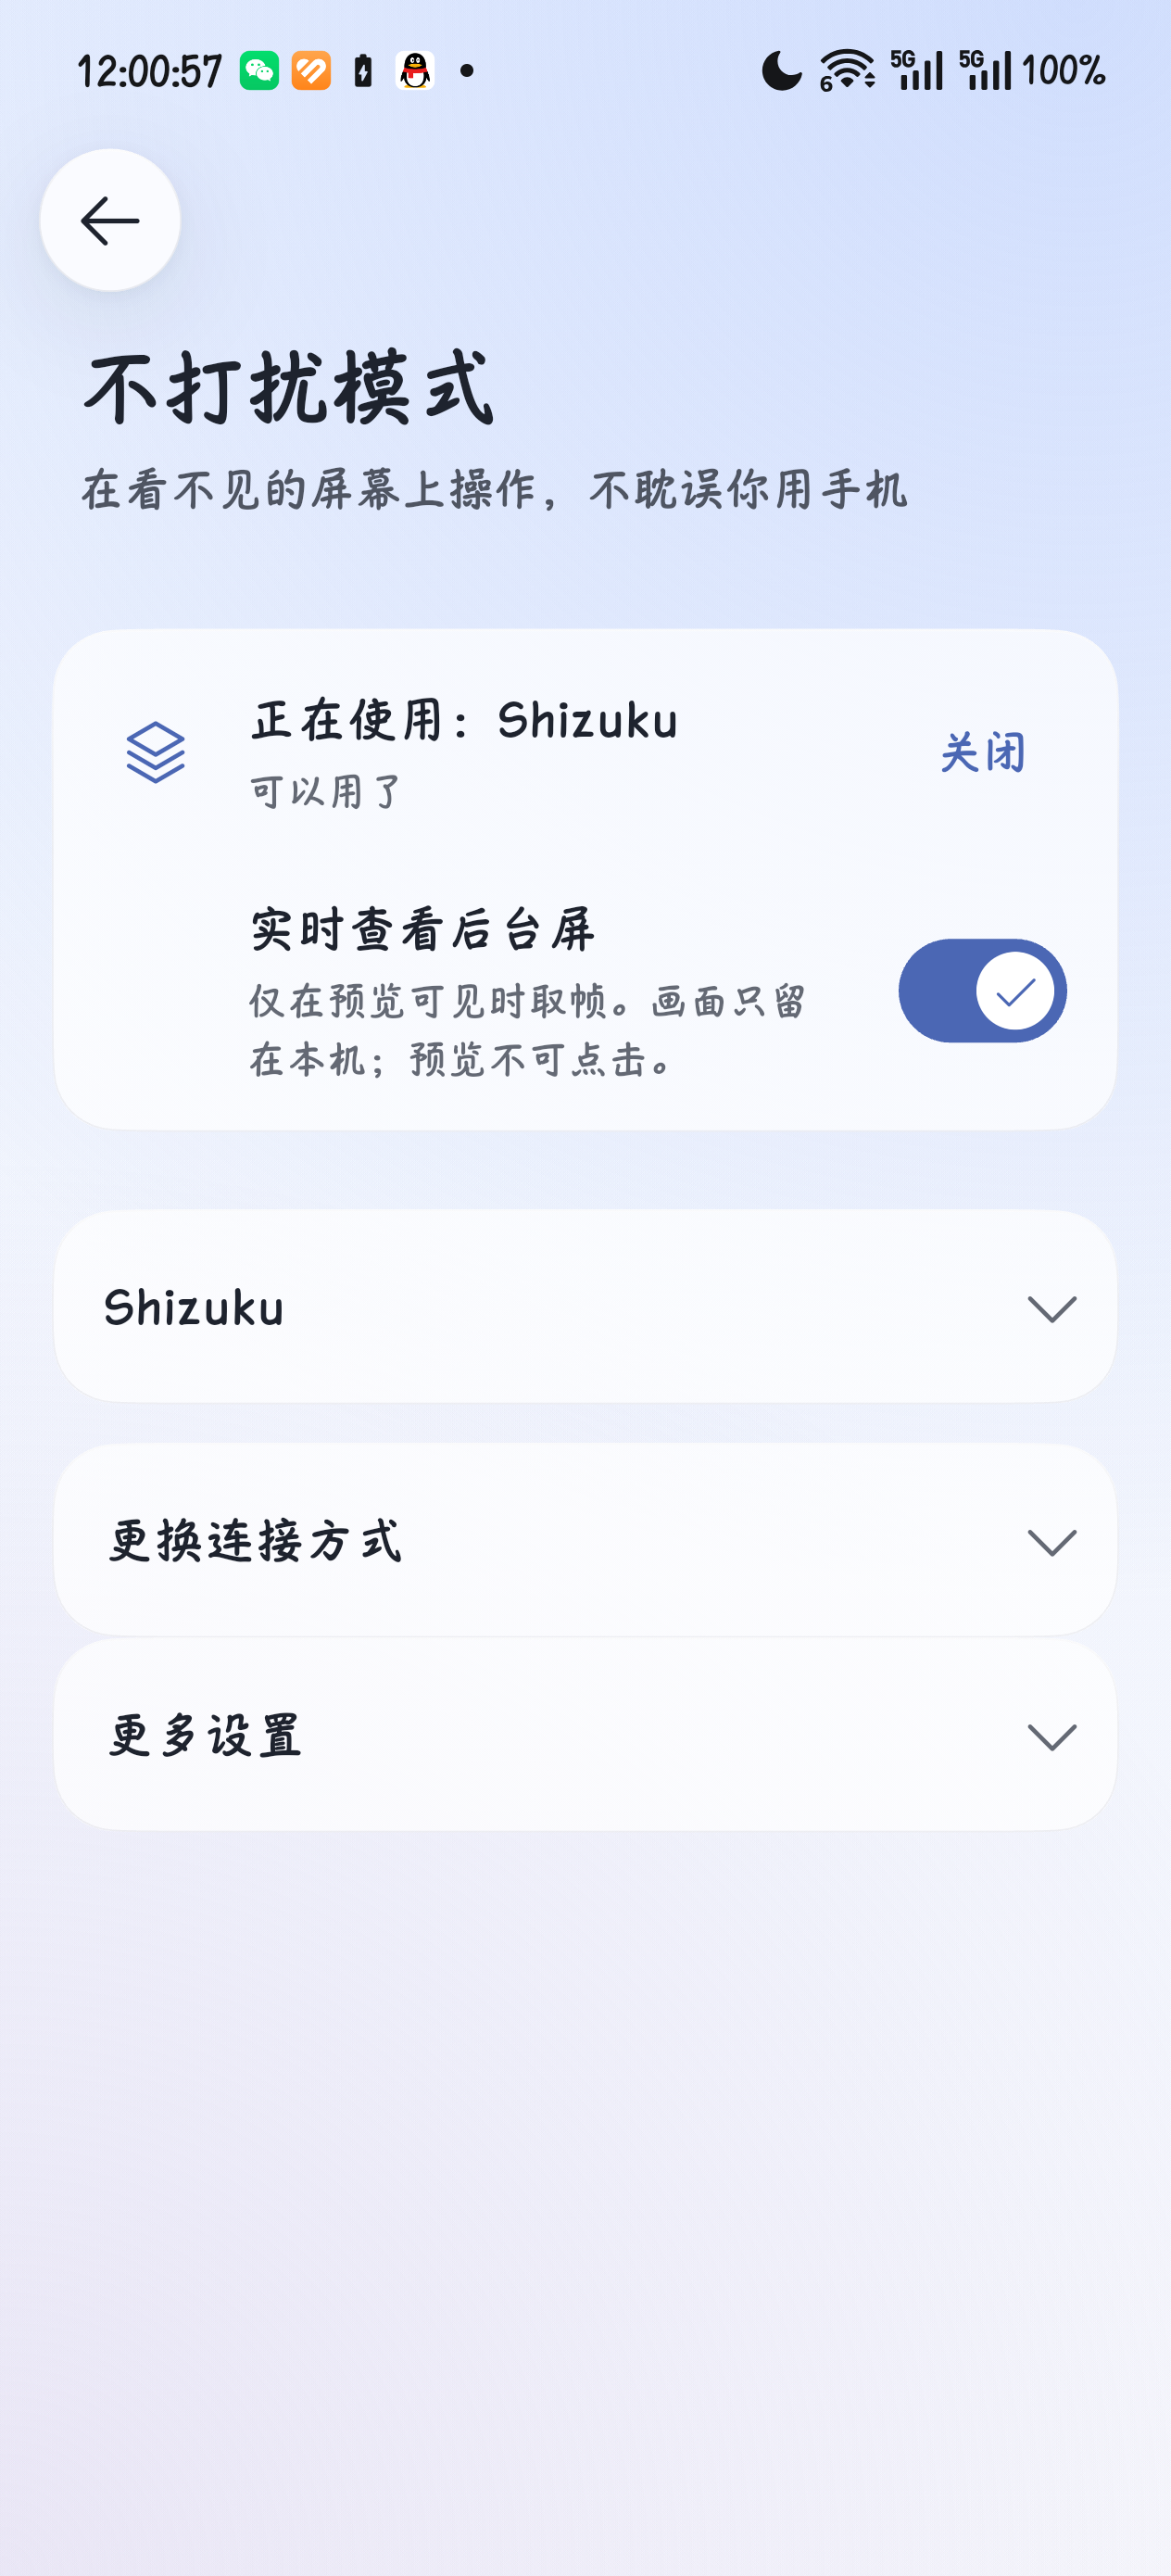 12:00:57
6 5G 5G 100%
不打扰模式
在看不见的屏幕上操作，不耽误你用手机
正在使用：Shizuku
可以用了
关闭
实时查看后台屏
仅在预览可见时取帧。画面只留
在本机；预览不可点击。
Shizuku
更换连接方式
更多设置